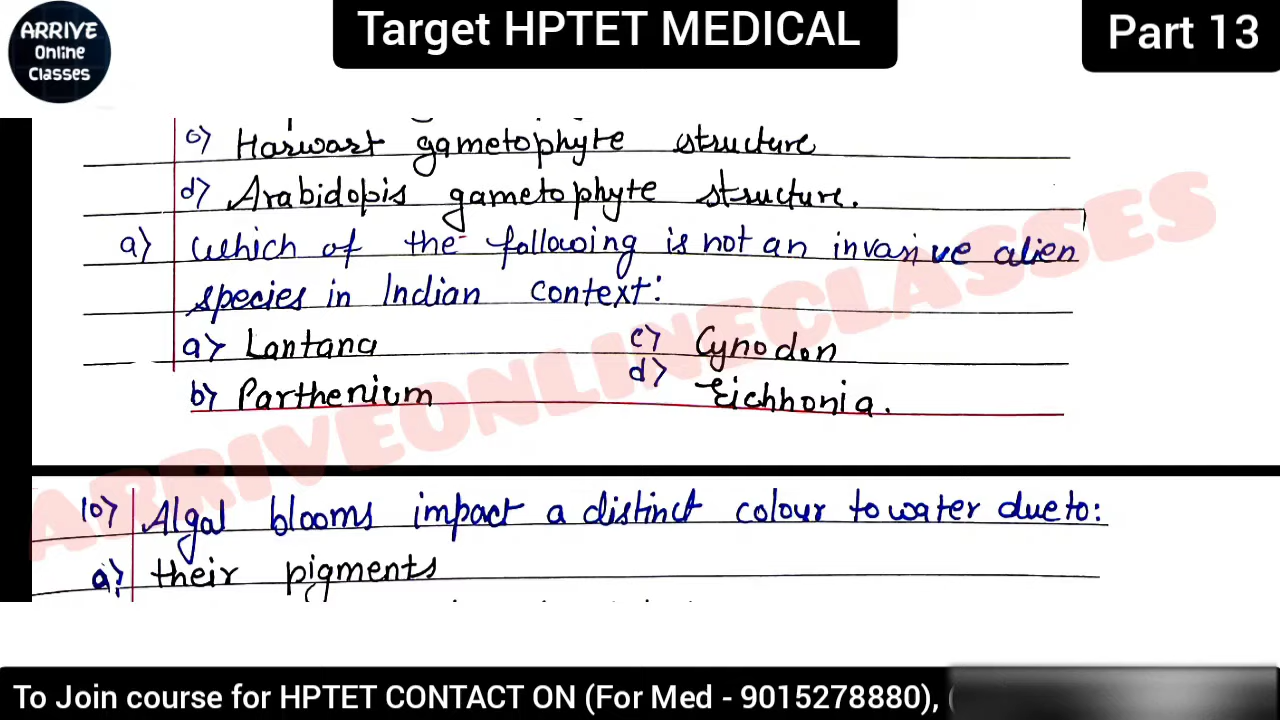 ARRIVE
Online
Classes
Target HPTET MEDICAL
Part 13
c) Harwart gametophyte structure
d) Arabidopis gametophyte structure.
9) Which of the following is not an invasive alien
species in Indian context:
a) Lantana
c) Cynodon
b) Parthenium
d) Eichhonia.
10) Algal blooms impact a distinct colour to water due to:
a) their pigments
ARRIVEONLINECLASSES
To Join course for HPTET CONTACT ON (For Med - 9015278880), (